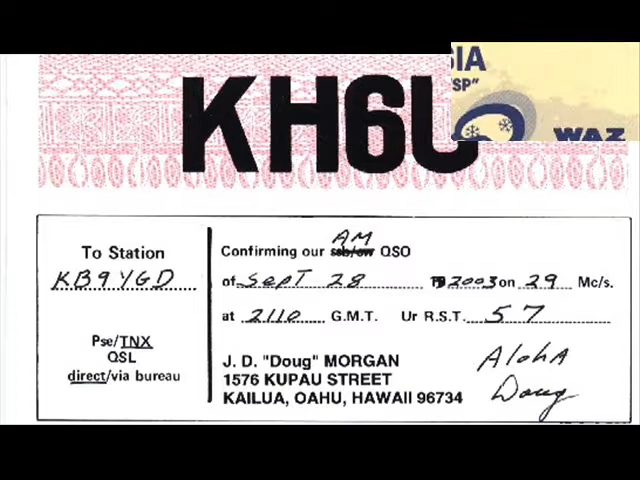 SIA
SP"
WAZ
KH6U
To Station
KB9YGD
Pse/TNX
QSL
direct/via bureau
AM
Confirming our ssb/cw QSO
of Sept 28 19 2003 on 29 Mc/s.
at 2110 G.M.T. Ur R.S.T. 57
J. D. "Doug" MORGAN
1576 KUPAU STREET
KAILUA, OAHU, HAWAII 96734
Aloha
Doug